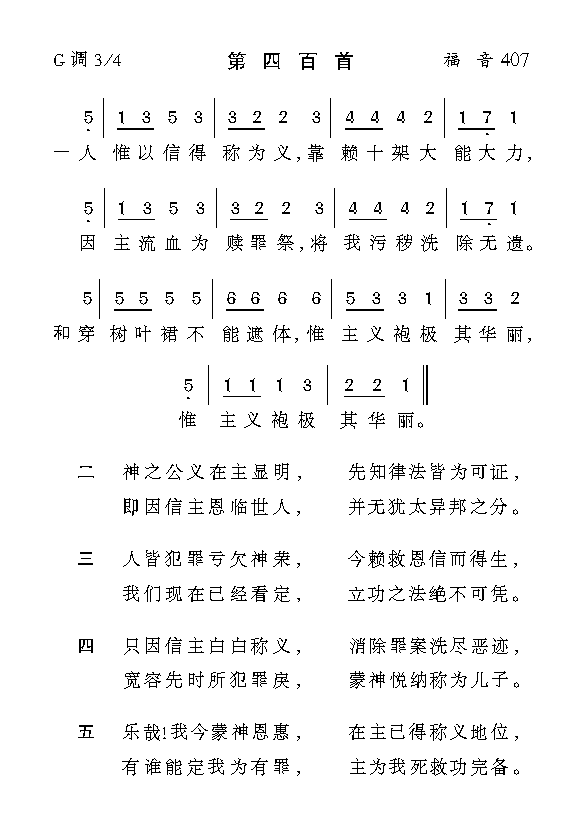 G 调 3/4 第 四 百 首 福 音 407
5 | 1 3 5 3 | 3 2 2 3 | 4 4 4 2 | 1 7 1
一 人 惟以信得 称为义,靠 赖十架大 能大力,
5 | 1 3 5 3 | 3 2 2 3 | 4 4 4 2 | 1 7 1
因 主流血为 赎罪祭,将 我污秽洗 除无遗。
5 | 5 5 5 5 | 6 6 6 6 | 5 3 3 1 | 3 3 2
和穿 树叶裙不 能遮体,惟 主义袍极 其华丽,
5 | 1 1 1 3 | 2 2 1 ‖
惟 主义袍极 其华丽。
二 神之公义在主显明, 先知律法皆为可证,
即因信主恩临世人, 并无犹太异邦之分。
三 人皆犯罪亏欠神荣, 今赖救恩信而得生,
我们现在已经看定, 立功之法绝不可凭。
四 只因信主白白称义, 消除罪案洗尽恶迹,
宽容先时所犯罪戾, 蒙神悦纳称为儿子。
五 乐哉!我今蒙神恩惠, 在主已得称义地位,
有谁能定我为有罪, 主为我死救功完备。